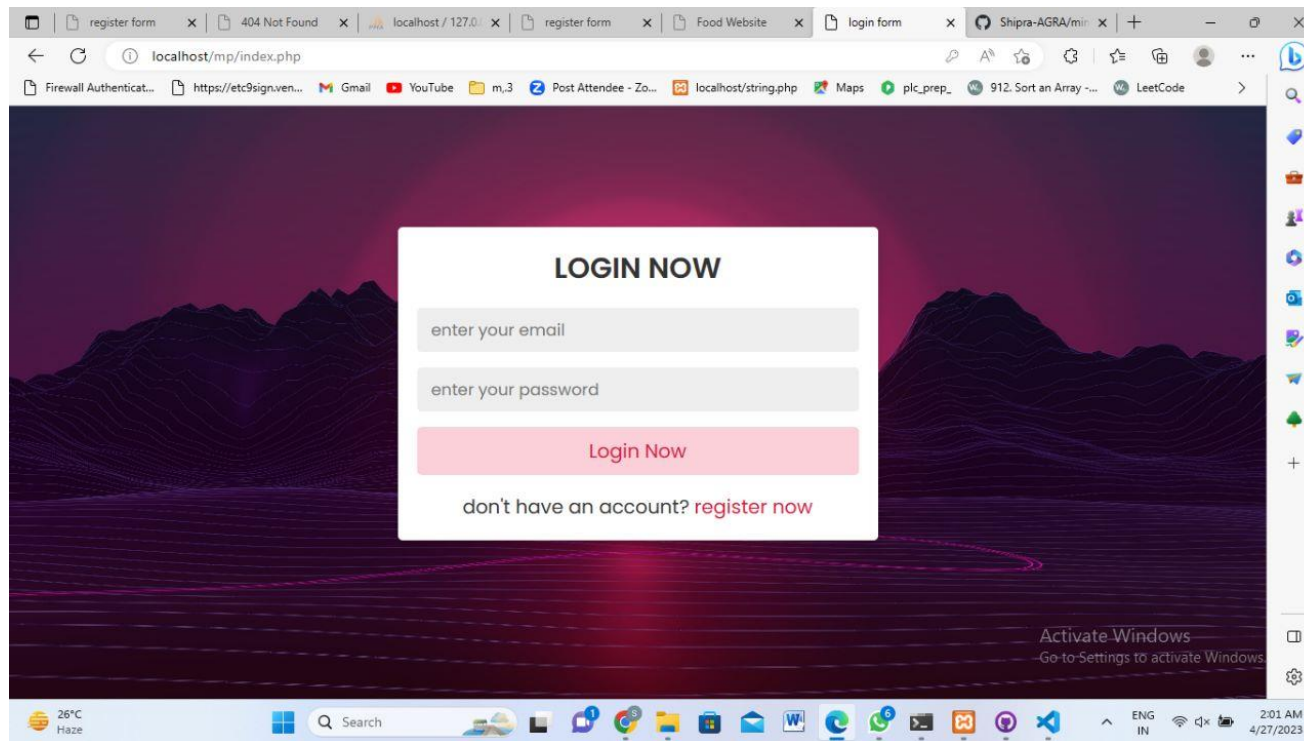 register form
404 Not Found
localhost / 127.0.
register form
Food Website
login form
Shipra-AGRA/min
localhost/mp/index.php
Firewall Authenticat...
https://etc9sign.ven...
Gmail
YouTube
m,.3
Post Attendee - Zo...
localhost/string.php
Maps
plc_prep_
912. Sort an Array -...
LeetCode
LOGIN NOW
enter your email
enter your password
Login Now
don't have an account? register now
Activate Windows
Go to Settings to activate Windows.
26°C
Haze
Search
1
S
6
ENG
IN
2:01 AM
4/27/2023